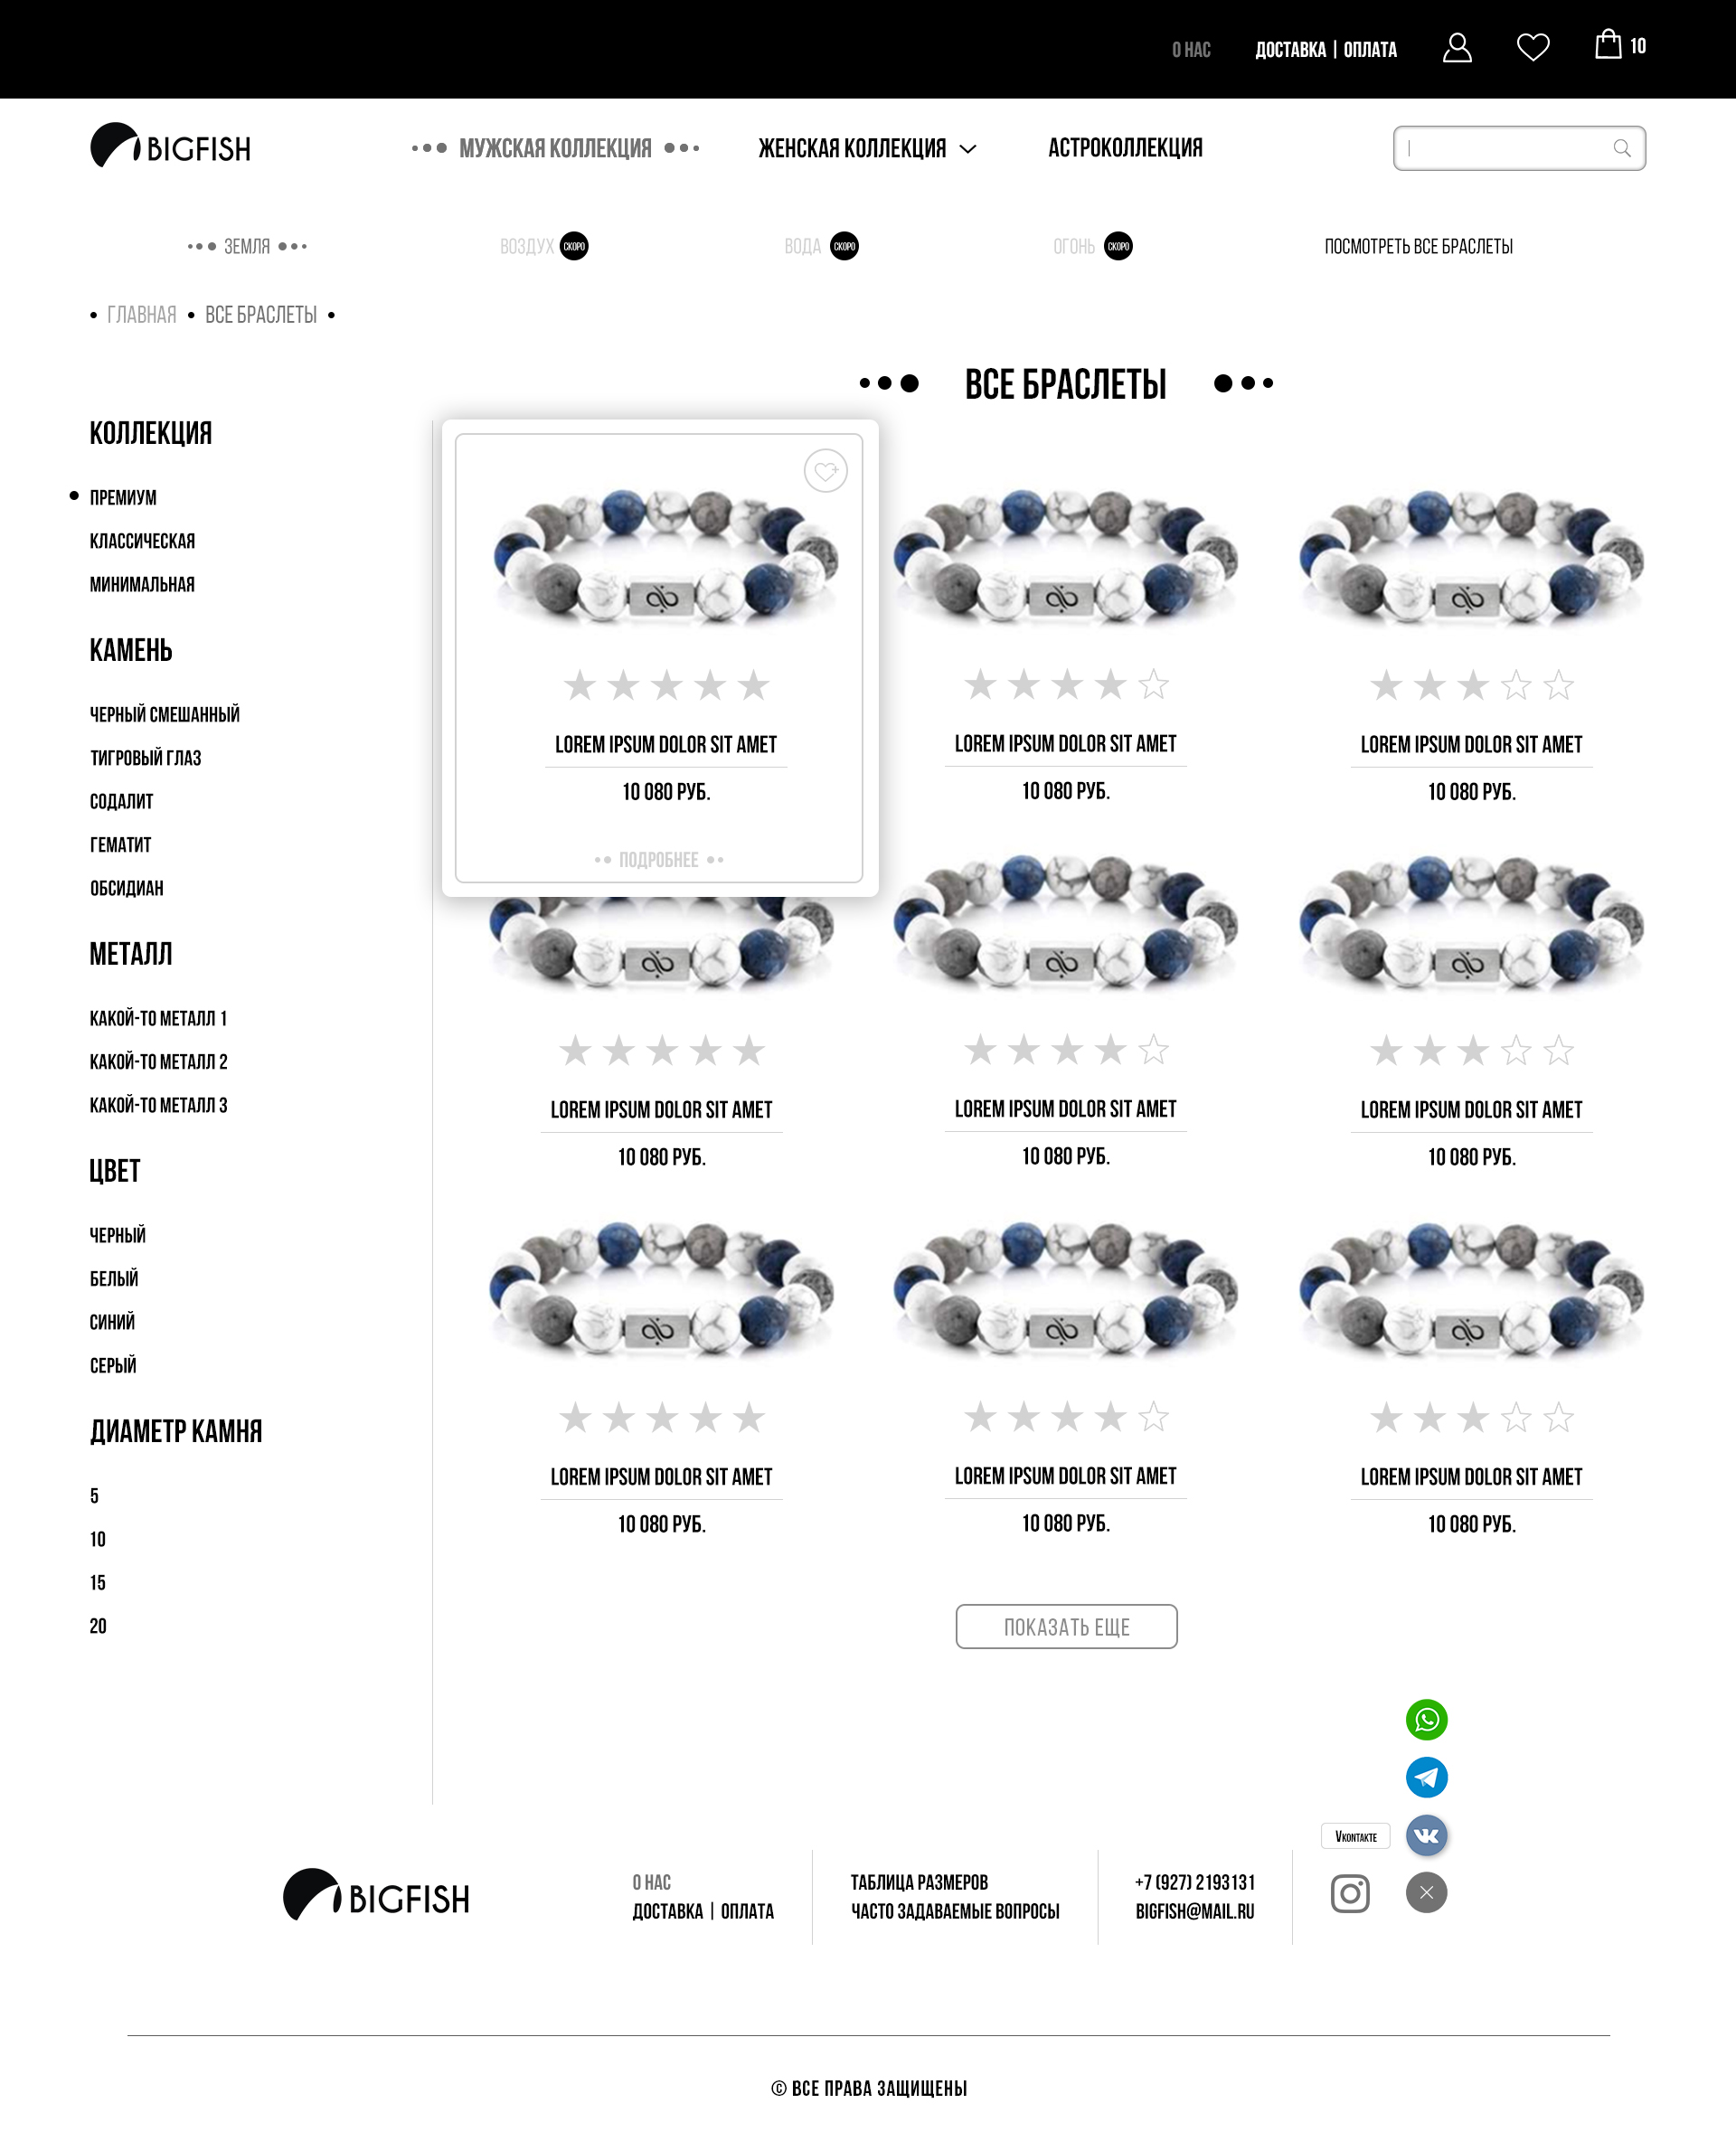 О НАС ДОСТАВКА | ОПЛАТА 10
BIGFISH МУЖСКАЯ КОЛЛЕКЦИЯ ЖЕНСКАЯ КОЛЛЕКЦИЯ АСТРОКОЛЛЕКЦИЯ
ЗЕМЛЯ ВОЗДУХ СКОРО ВОДА СКОРО ОГОНЬ СКОРО ПОСМОТРЕТЬ ВСЕ БРАСЛЕТЫ
• ГЛАВНАЯ • ВСЕ БРАСЛЕТЫ •
ВСЕ БРАСЛЕТЫ
КОЛЛЕКЦИЯ
ПРЕМИУМ
КЛАССИЧЕСКАЯ
МИНИМАЛЬНАЯ
КАМЕНЬ
ЧЕРНЫЙ СМЕШАННЫЙ
ТИГРОВЫЙ ГЛАЗ
СОДАЛИТ
ГЕМАТИТ
ОБСИДИАН
МЕТАЛЛ
КАКОЙ-ТО МЕТАЛЛ 1
КАКОЙ-ТО МЕТАЛЛ 2
КАКОЙ-ТО МЕТАЛЛ 3
ЦВЕТ
ЧЕРНЫЙ
БЕЛЫЙ
СИНИЙ
СЕРЫЙ
ДИАМЕТР КАМНЯ
5
10
15
20
LOREM IPSUM DOLOR SIT AMET LOREM IPSUM DOLOR SIT AMET LOREM IPSUM DOLOR SIT AMET
10 080 РУБ. 10 080 РУБ. 10 080 РУБ.
ПОДРОБНЕЕ
LOREM IPSUM DOLOR SIT AMET LOREM IPSUM DOLOR SIT AMET LOREM IPSUM DOLOR SIT AMET
10 080 РУБ. 10 080 РУБ. 10 080 РУБ.
LOREM IPSUM DOLOR SIT AMET LOREM IPSUM DOLOR SIT AMET LOREM IPSUM DOLOR SIT AMET
10 080 РУБ. 10 080 РУБ. 10 080 РУБ.
ПОКАЗАТЬ ЕЩЕ
VKONTAKTE
BIGFISH
О НАС
ДОСТАВКА | ОПЛАТА
ТАБЛИЦА РАЗМЕРОВ
ЧАСТО ЗАДАВАЕМЫЕ ВОПРОСЫ
+7 (927) 2193131
BIGFISH@MAIL.RU
© ВСЕ ПРАВА ЗАЩИЩЕНЫ